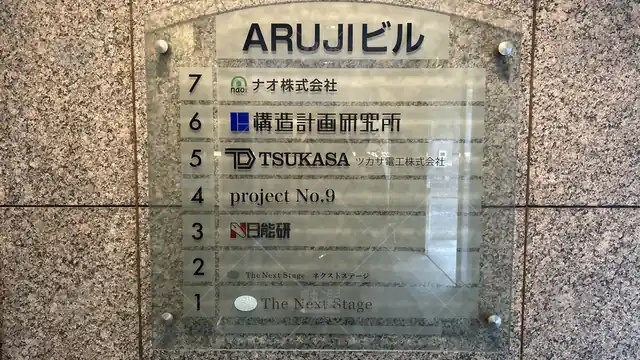 ARUJIビル
7 nao ナオ株式会社
6 構造計画研究所
5 TSUKASA ツカサ電工株式会社
4 project No.9
3 N日能研
2 The Next Stage ネクストステージ
1 The Next Stage